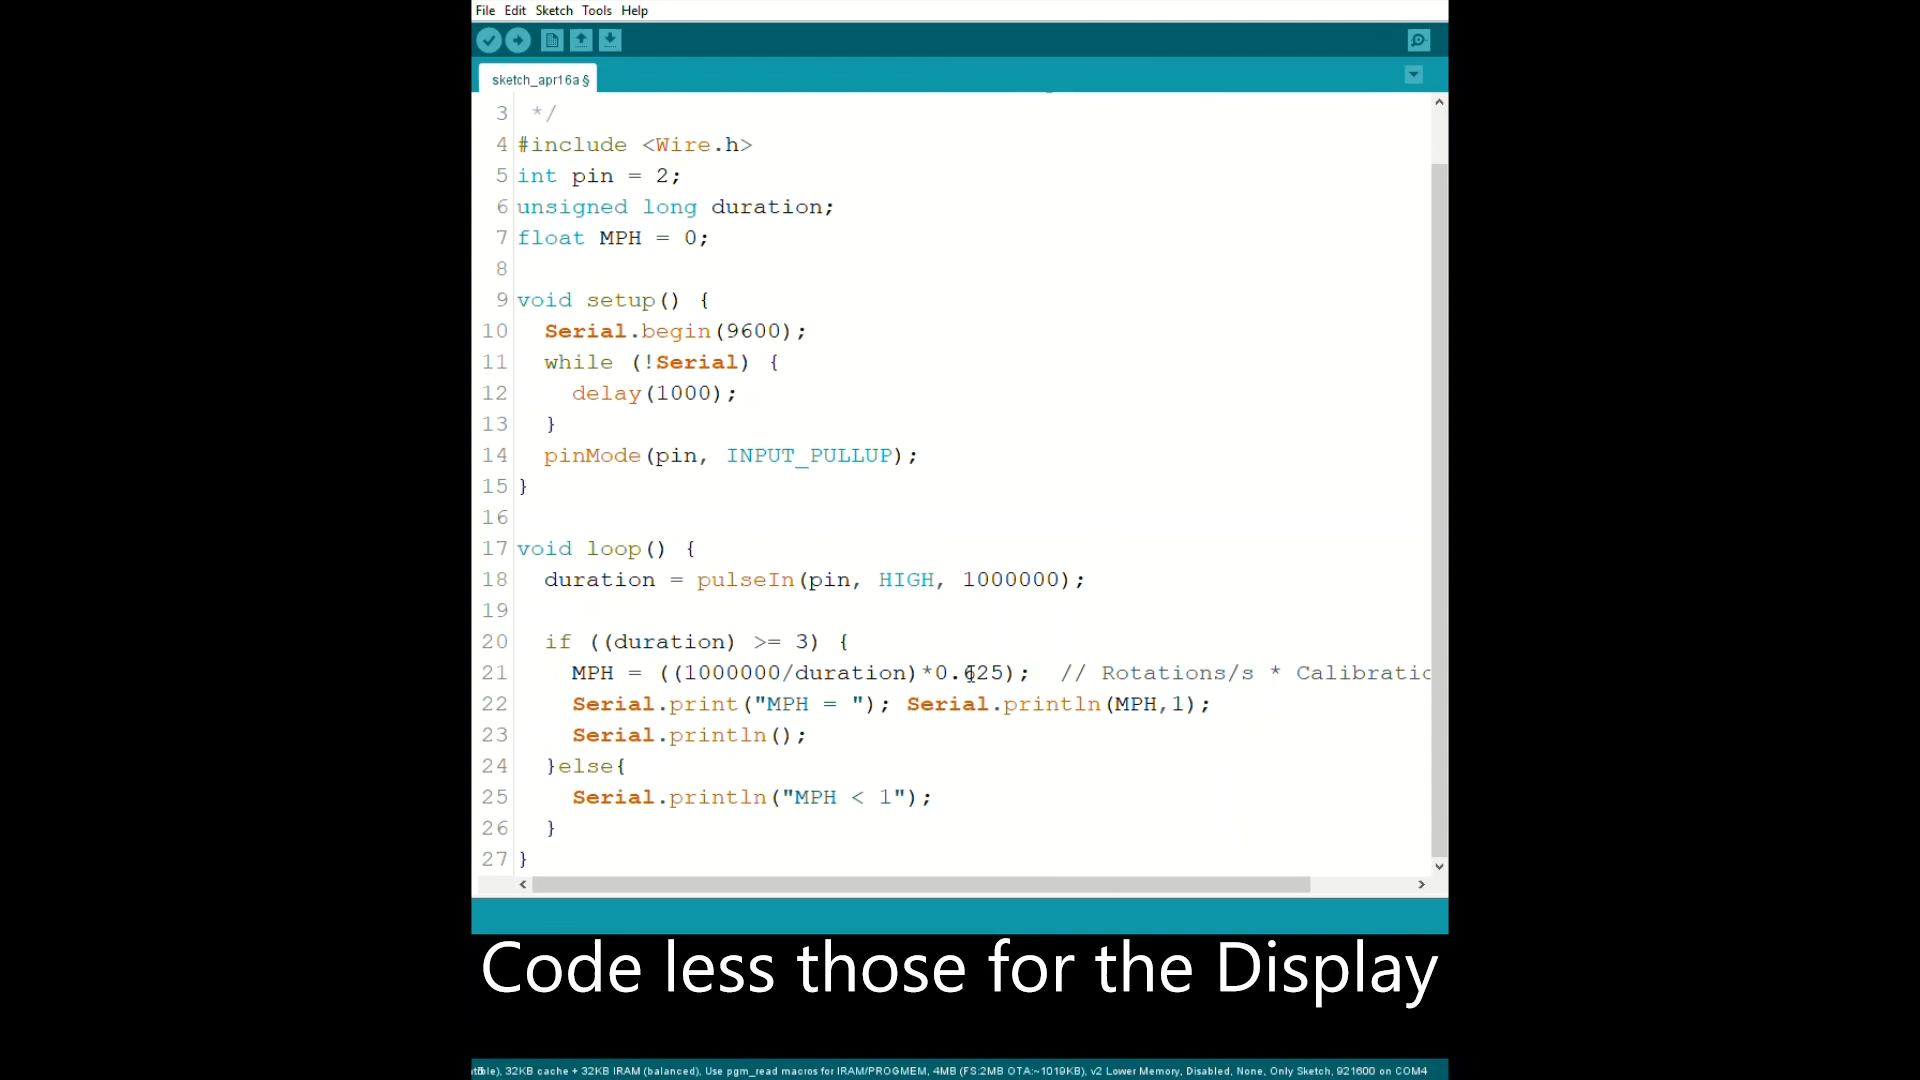 File Edit Sketch Tools Help
sketch_apr16a §
3 */
4 #include <Wire.h>
5 int pin = 2;
6 unsigned long duration;
7 float MPH = 0;
8
9 void setup() {
10 Serial.begin(9600);
11 while (!Serial) {
12 delay(1000);
13 }
14 pinMode(pin, INPUT_PULLUP);
15 }
16
17 void loop() {
18 duration = pulseIn(pin, HIGH, 1000000);
19
20 if ((duration) >= 3) {
21 MPH = ((1000000/duration)*0.625); // Rotations/s * Calibratio
22 Serial.print("MPH = "); Serial.println(MPH,1);
23 Serial.println();
24 }else{
25 Serial.println("MPH < 1");
26 }
27 }
Code less those for the Display
32KB cache + 32KB IRAM (balanced), Use pgm_read macros for IRAM/PROGMEM, 4MB (FS:2MB OTA:~1019KB), v2 Lower Memory, Disabled, None, Only Sketch, 921600 on COM4